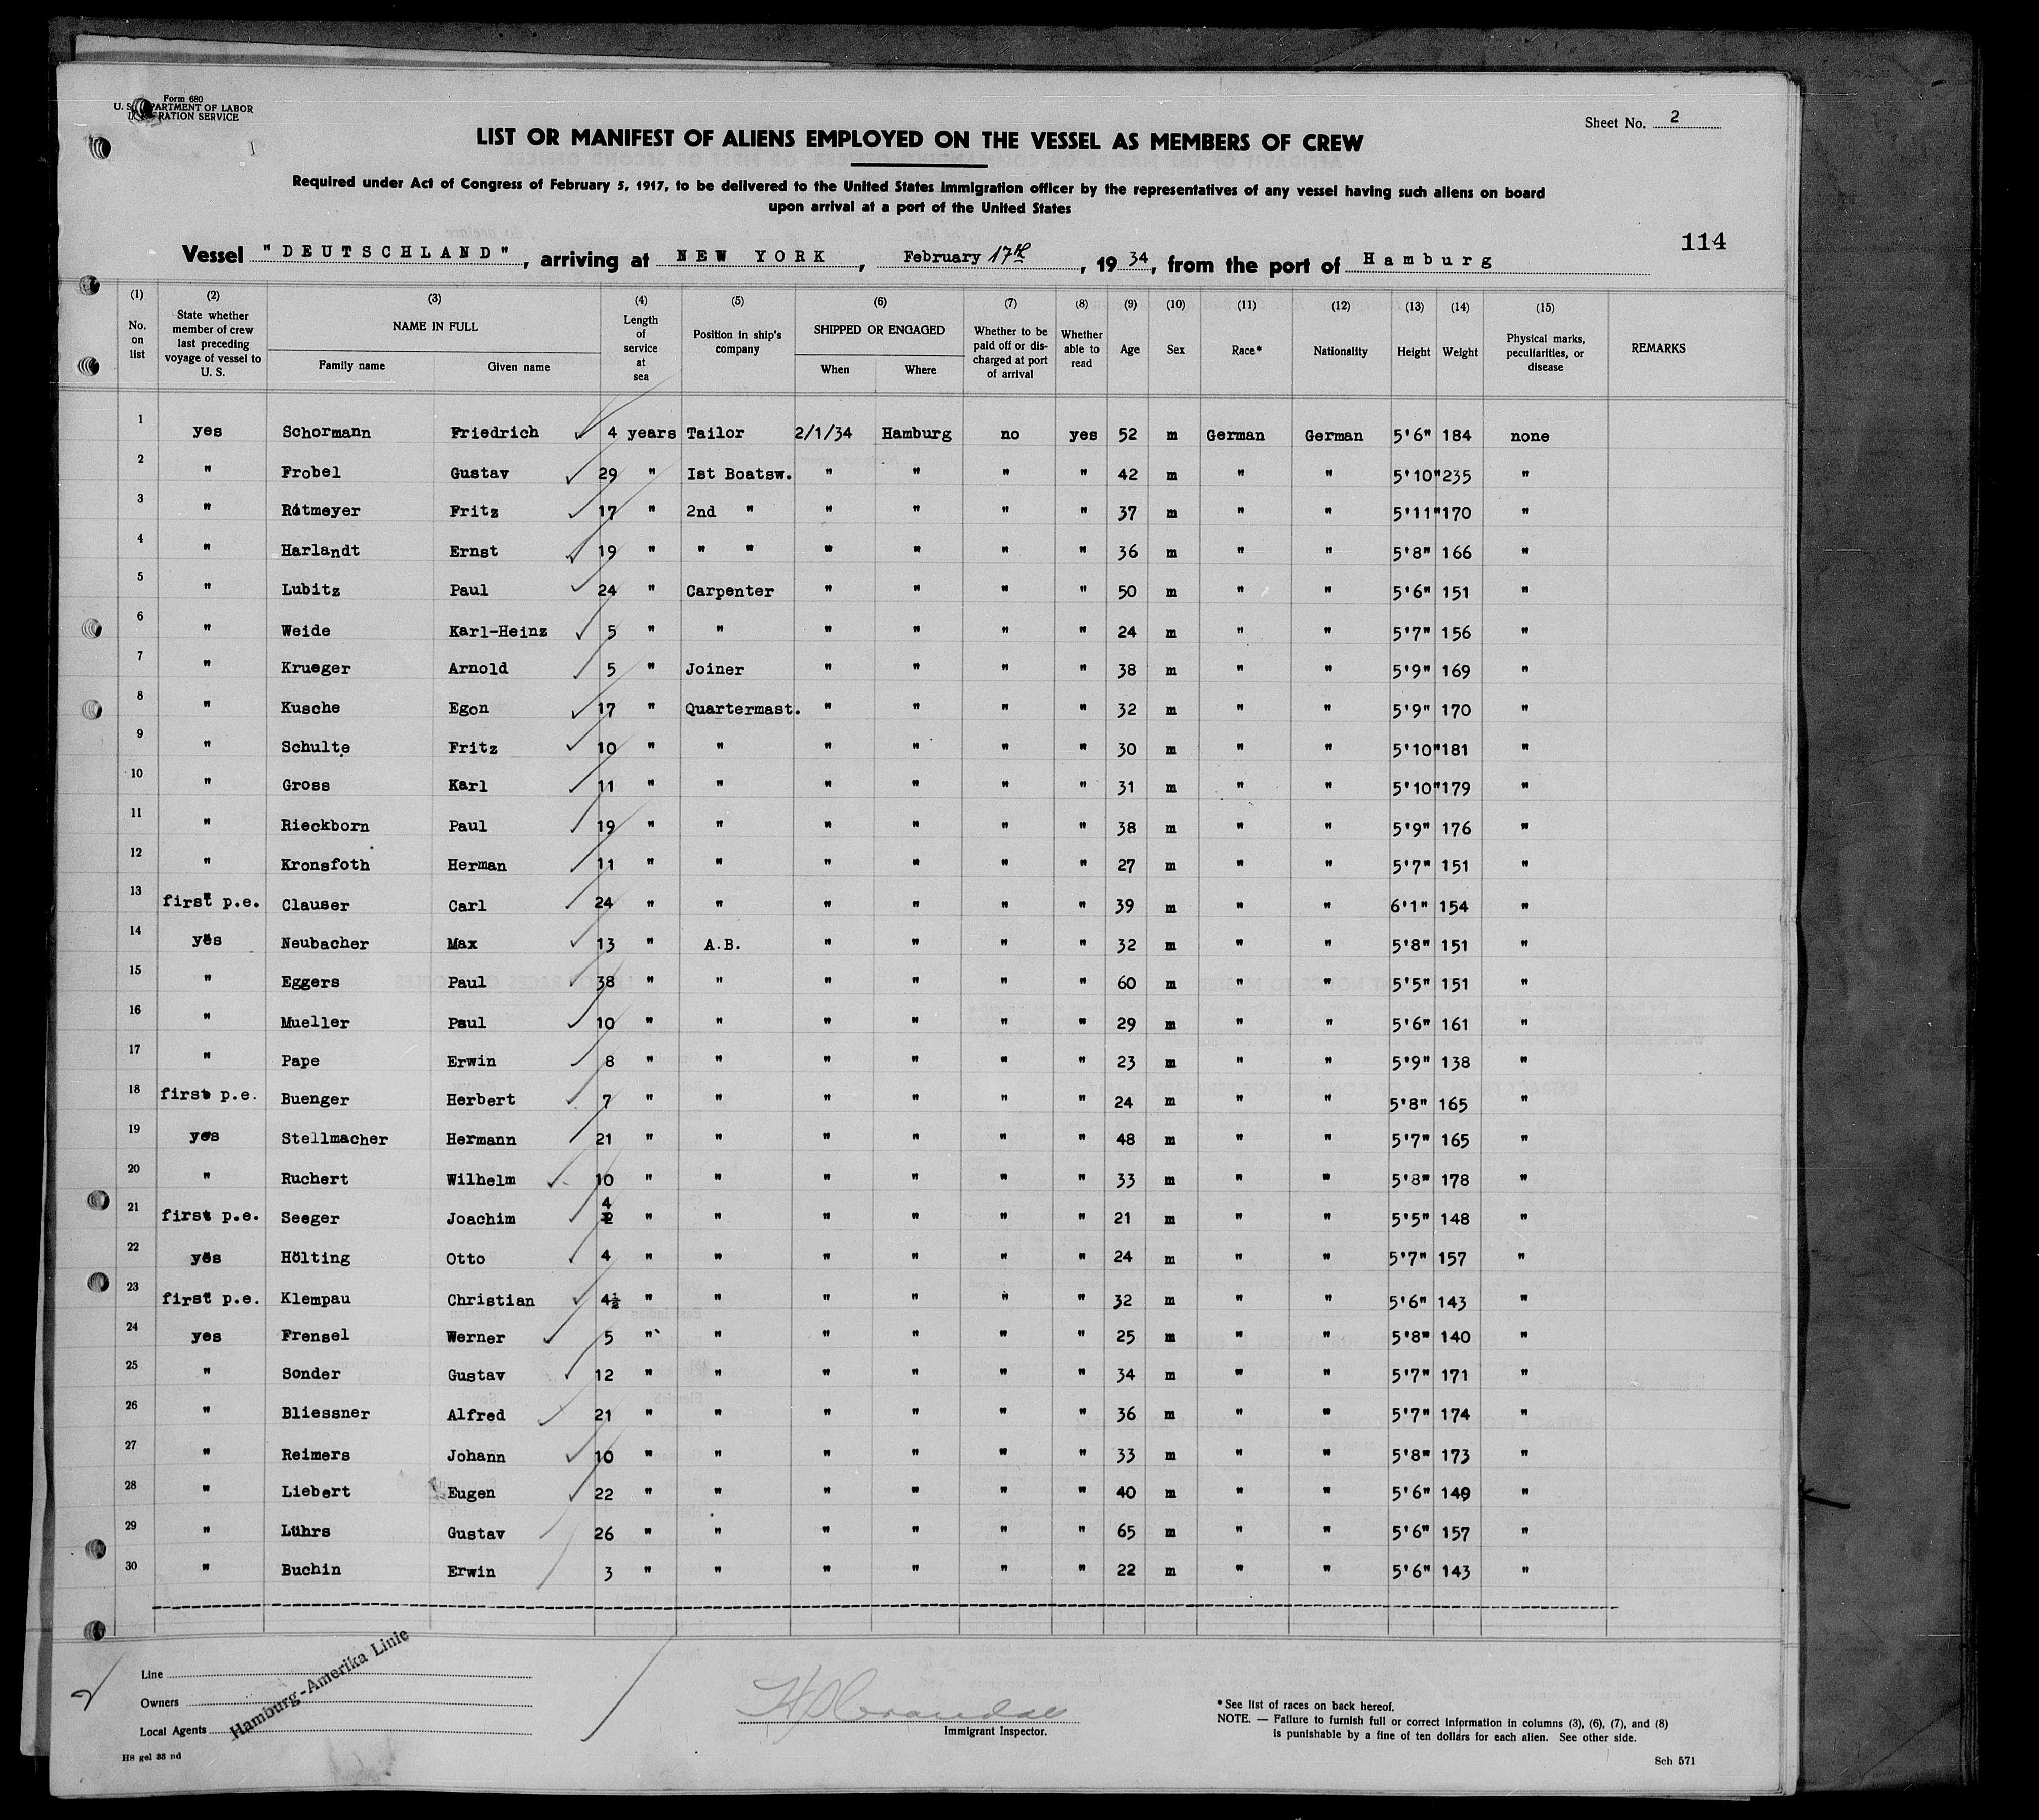 Form 680
U. S. DEPARTMENT OF LABOR
IMMIGRATION SERVICE
Sheet No. 2
LIST OR MANIFEST OF ALIENS EMPLOYED ON THE VESSEL AS MEMBERS OF CREW
Required under Act of Congress of February 5, 1917, to be delivered to the United States Immigration officer by the representatives of any vessel having such aliens on board
upon arrival at a port of the United States
114
Vessel "DEUTSCHLAND", arriving at NEW YORK, February 17th, 1934, from the port of Hamburg
(1) No. on list (2) State whether member of crew last preceding voyage of vessel to U. S. (3) NAME IN FULL Family name Given name (4) Length of service at sea (5) Position in ship's company (6) SHIPPED OR ENGAGED When Where (7) Whether to be paid off or discharged at port of arrival (8) Whether able to read (9) Age (10) Sex (11) Race* (12) Nationality (13) Height (14) Weight (15) Physical marks, peculiarities, or disease REMARKS
1 yes Schormann Friedrich 4 years Tailor 2/1/34 Hamburg no yes 52 m German German 5'6" 184 none
2 " Frobel Gustav 29 " Ist Boatsw. " " " " 42 m " " 5'10" 235 "
3 " Rotmeyer Fritz 17 " 2nd " " " " " 37 m " " 5'11" 170 "
4 " Harlandt Ernst 19 " " " " " " " 36 m " " 5'8" 166 "
5 " Lubitz Paul 24 " Carpenter " " " " 50 m " " 5'6" 151 "
6 " Weide Karl-Heinz 5 " " " " " " 24 m " " 5'7" 156 "
7 " Krueger Arnold 5 " Joiner " " " " 38 m " " 5'9" 169 "
8 " Kusche Egon 17 " Quartermast. " " " " 32 m " " 5'9" 170 "
9 " Schulte Fritz 10 " " " " " " 30 m " " 5'10" 181 "
10 " Gross Karl 11 " " " " " " 31 m " " 5'10" 179 "
11 " Rieckborn Paul 19 " " " " " " 38 m " " 5'9" 176 "
12 " Kronsfoth Herman 11 " " " " " " 27 m " " 5'7" 151 "
13 first p.e. Clauser Carl 24 " " " " " " 39 m " " 6'1" 154 "
14 yes Neubacher Max 13 " A.B. " " " " 32 m " " 5'8" 151 "
15 " Eggers Paul 38 " " " " " " 60 m " " 5'5" 151 "
16 " Mueller Paul 10 " " " " " " 29 m " " 5'6" 161 "
17 " Pape Erwin 8 " " " " " " 23 m " " 5'9" 138 "
18 first p.e. Buenger Herbert 7 " " " " " " 24 m " " 5'8" 165 "
19 yes Stellmacher Hermann 21 " " " " " " 48 m " " 5'7" 165 "
20 " Ruchert Wilhelm 10 " " " " " " 33 m " " 5'8" 178 "
21 first p.e. Seeger Joachim 4 " " " " " " 21 m " " 5'5" 148 "
22 yes Hölting Otto 4 " " " " " " 24 m " " 5'7" 157 "
23 first p.e. Klempau Christian 4½ " " " " " " 32 m " " 5'6" 143 "
24 yes Frensel Werner 5 " " " " " " 25 m " " 5'8" 140 "
25 " Sonder Gustav 12 " " " " " " 34 m " " 5'7" 171 "
26 " Bliessner Alfred 21 " " " " " " 36 m " " 5'7" 174 "
27 " Reimers Johann 10 " " " " " " 33 m " " 5'8" 173 "
28 " Liebert Eugen 22 " " " " " " 40 m " " 5'6" 149 "
29 " Lührs Gustav 26 " " " " " " 65 m " " 5'6" 157 "
30 " Buchin Erwin 3 " " " " " " 22 m " " 5'6" 143 "
Line
Owners
Local Agents
Hamburg-Amerika Linie
H8 gel 88 nd
Immigrant Inspector.
*See list of races on back hereof.
NOTE. — Failure to furnish full or correct information in columns (3), (6), (7), and (8)
is punishable by a fine of ten dollars for each alien. See other side.
Sch 571